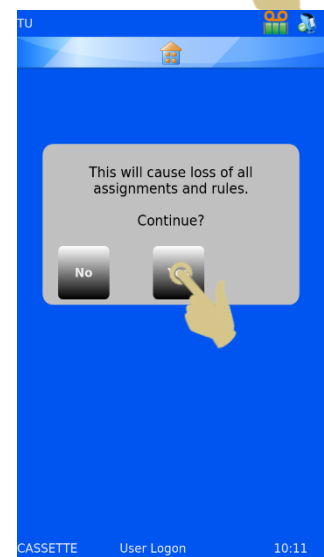 TU
This will cause loss of all
assignments and rules.
Continue?
No
CASSETTE User Logon 10:11